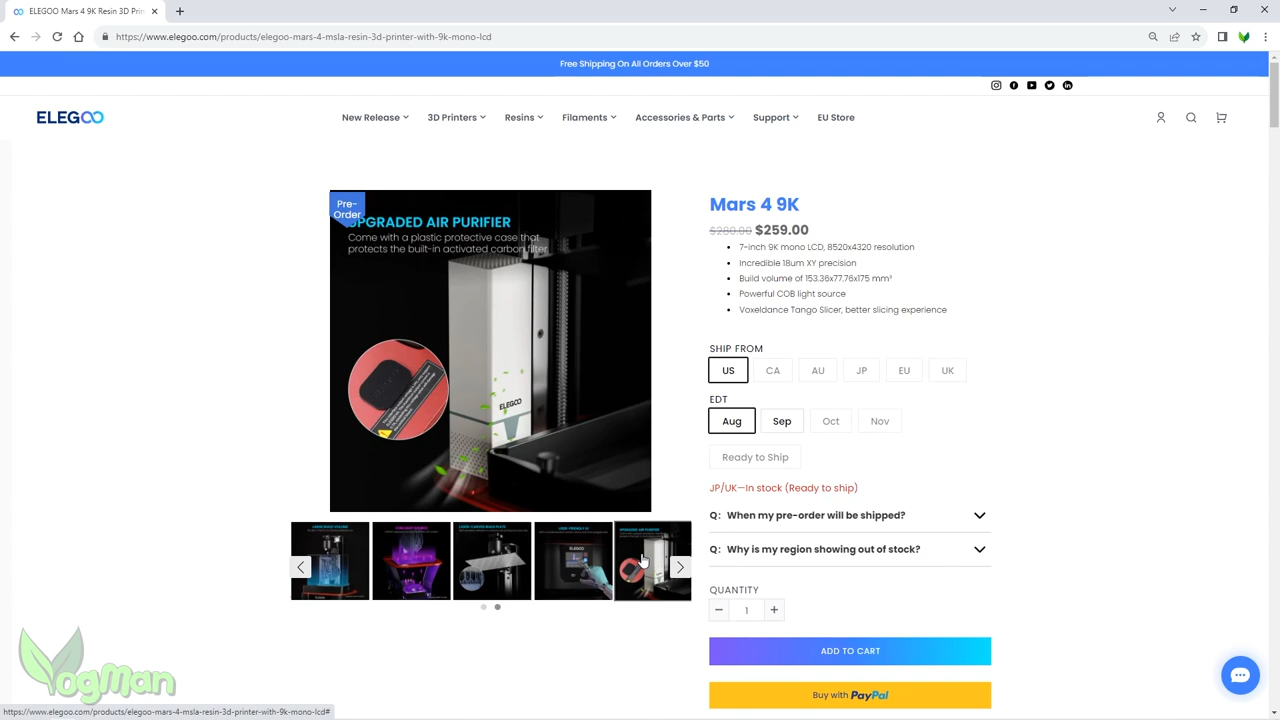 ELEGOO Mars 4 9K Resin 3D Prin
https://www.elegoo.com/products/elegoo-mars-4-msla-resin-3d-printer-with-9k-mono-lcd
Free Shipping On All Orders Over $50
ELEGOO
New Release
3D Printers
Resins
Filaments
Accessories & Parts
Support
EU Store
Pre-
Order
UPGRADED AIR PURIFIER
Come with a plastic protective case that
protects the built-in activated carbon filter
ELEGOO
Mars 4 9K
$259.00
7-inch 9K mono LCD, 8520x4320 resolution
Incredible 18um XY precision
Build volume of 153.36x77.76x175 mm³
Powerful COB light source
Voxeldance Tango Slicer, better slicing experience
SHIP FROM
US
CA
AU
JP
EU
UK
EDT
Aug
Sep
Oct
Nov
Ready to Ship
JP/UK—In stock (Ready to ship)
Q: When my pre-order will be shipped?
Q: Why is my region showing out of stock?
QUANTITY
1
ADD TO CART
Buy with PayPal
YogMan
https://www.elegoo.com/products/elegoo-mars-4-msla-resin-3d-printer-with-9k-mono-lcd#